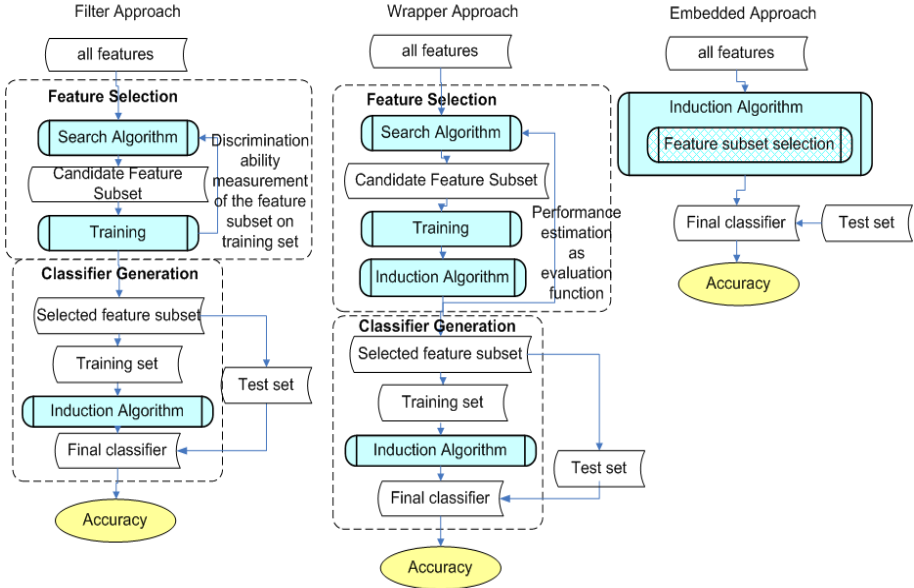 Filter Approach
all features
Feature Selection
Search Algorithm
Candidate Feature
Subset
Training
Discrimination
ability
measurement
of the feature
subset on
training set
Classifier Generation
Selected feature subset
Training set
Test set
Induction Algorithm
Final classifier
Accuracy
Wrapper Approach
all features
Feature Selection
Search Algorithm
Candidate Feature Subset
Training
Induction Algorithm
Performance
estimation
as
evaluation
function
Classifier Generation
Selected feature subset
Training set
Induction Algorithm
Test set
Final classifier
Accuracy
Embedded Approach
all features
Induction Algorithm
Feature subset selection
Final classifier
Test set
Accuracy